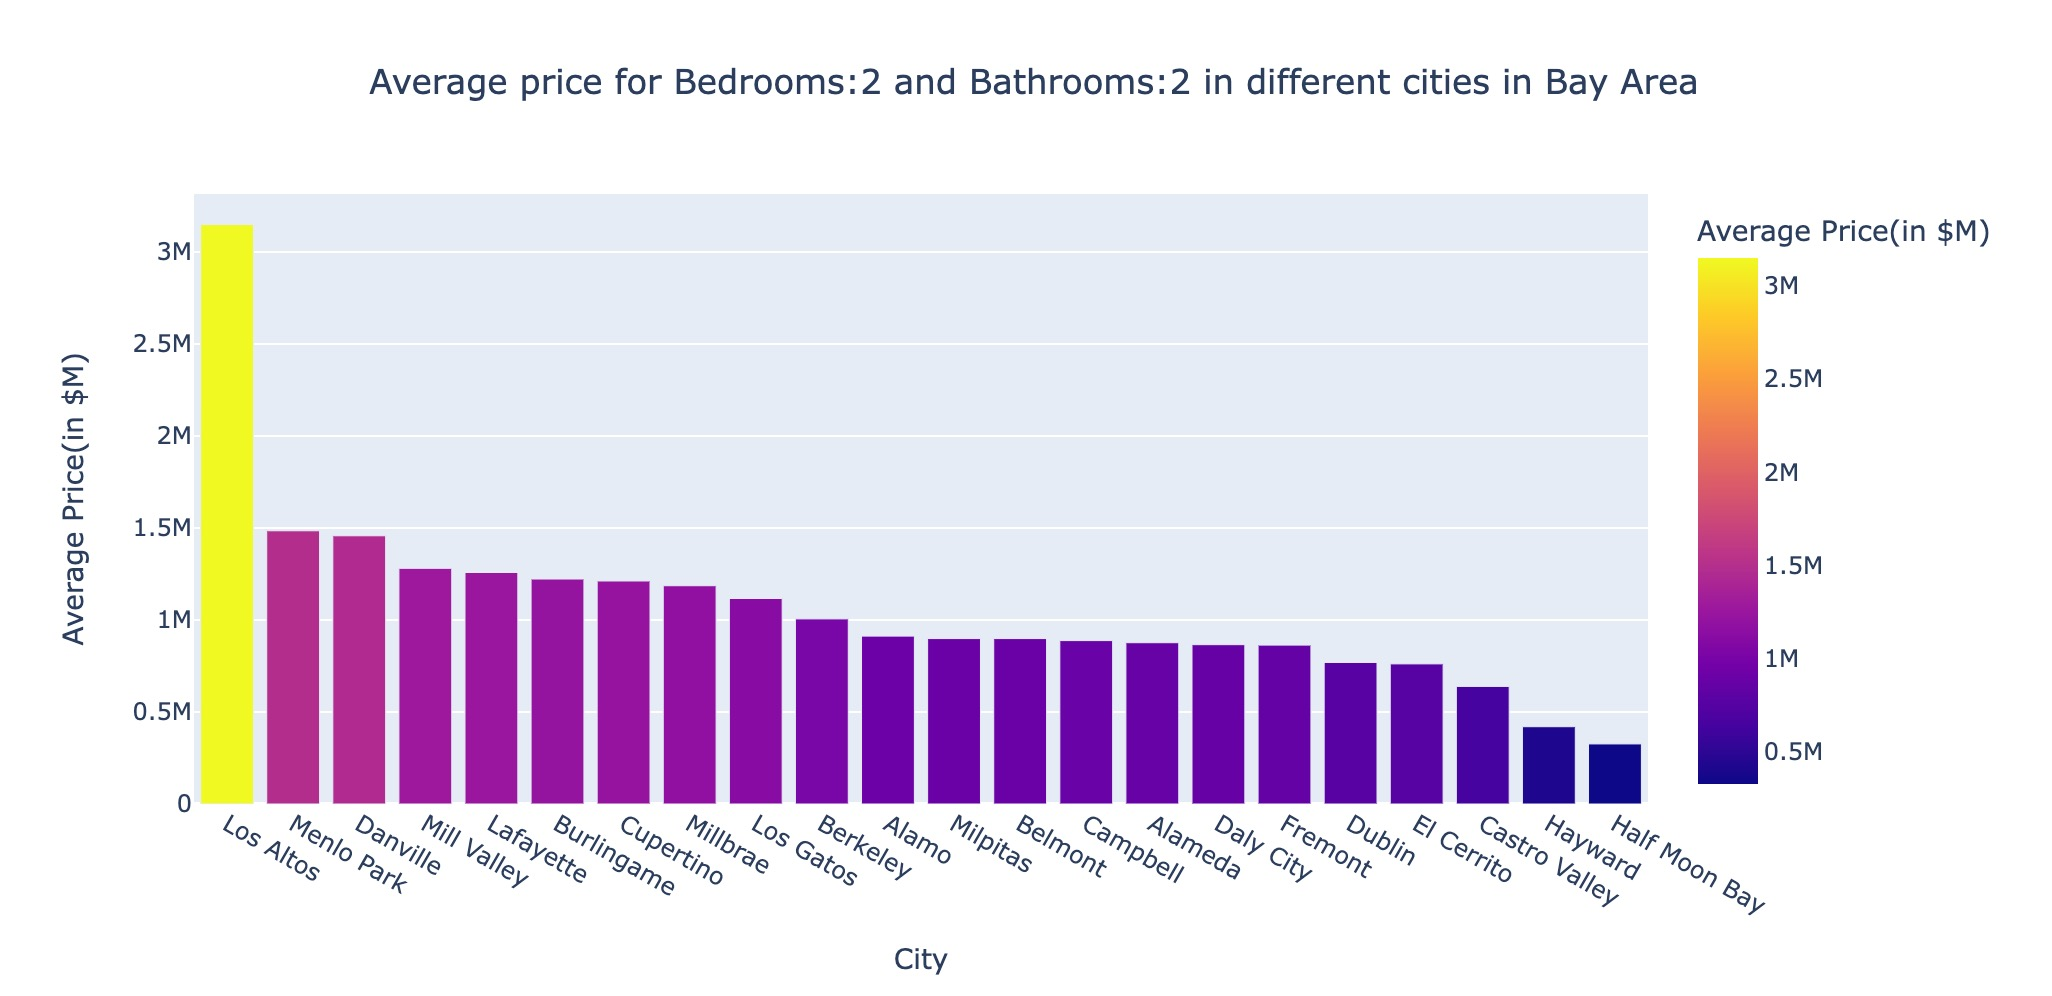 Average price for Bedrooms:2 and Bathrooms:2 in different cities in Bay Area
Average Price(in $M)
3M
2.5M
2M
1.5M
1M
0.5M
0
Los Altos
Menlo Park
Danville
Mill Valley
Lafayette
Burlingame
Cupertino
Millbrae
Los Gatos
Berkeley
Alamo
Milpitas
Belmont
Campbell
Alameda
Daly City
Fremont
Dublin
El Cerrito
Castro Valley
Hayward
Half Moon Bay
City
Average Price(in $M)
3M
2.5M
2M
1.5M
1M
0.5M